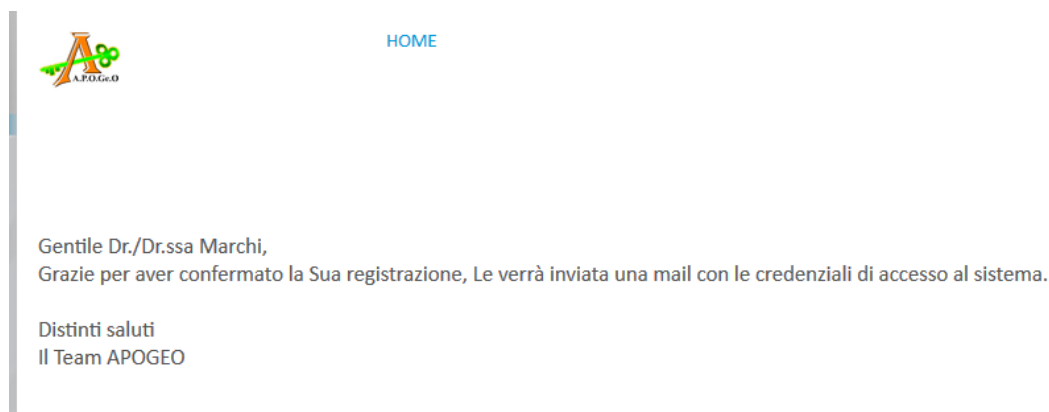 A
A.P.O.Ge.O
HOME
Gentile Dr./Dr.ssa Marchi,
Grazie per aver confermato la Sua registrazione, Le verrà inviata una mail con le credenziali di accesso al sistema.
Distinti saluti
Il Team APOGEO